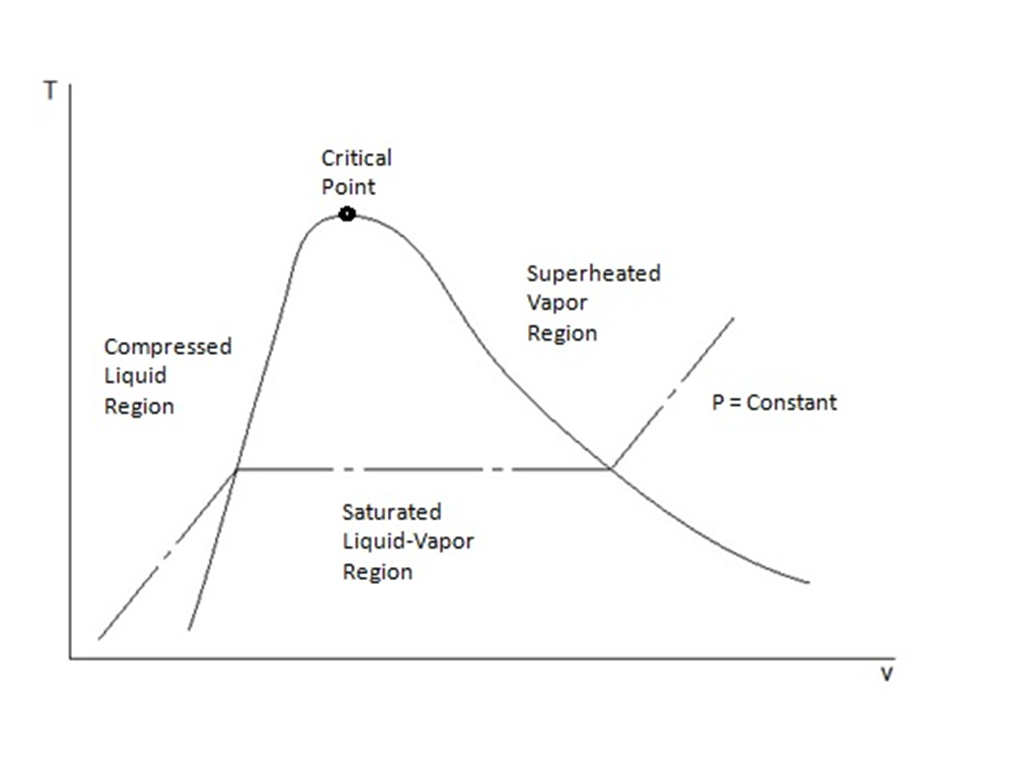 T
Critical
Point
Superheated
Vapor
Region
Compressed
Liquid
Region
P = Constant
Saturated
Liquid-Vapor
Region
v